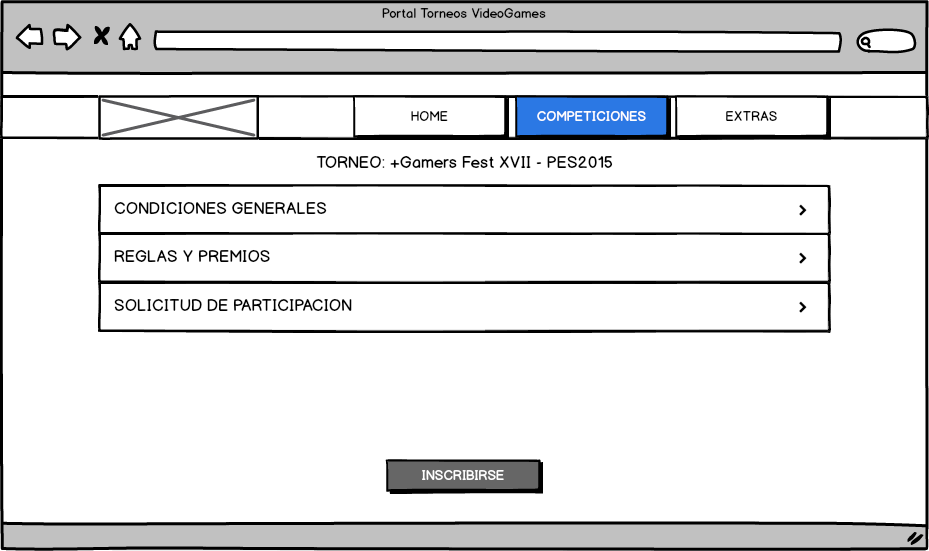 Portal Torneos VideoGames
HOME
COMPETICIONES
EXTRAS
TORNEO: +Gamers Fest XVII - PES2015
CONDICIONES GENERALES
REGLAS Y PREMIOS
SOLICITUD DE PARTICIPACION
INSCRIBIRSE